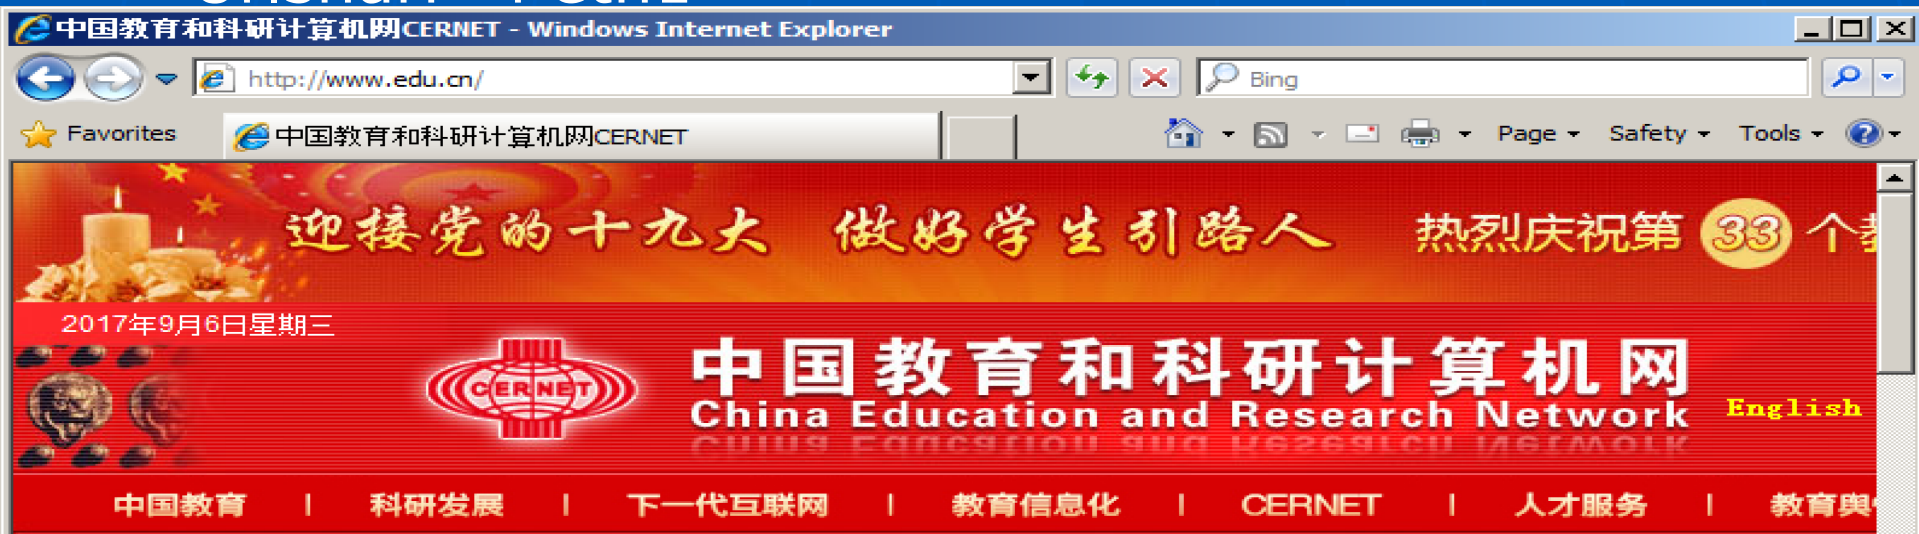 中国教育和科研计算机网CERNET - Windows Internet Explorer
http://www.edu.cn/
Bing
Favorites
中国教育和科研计算机网CERNET
Page
Safety
Tools
迎接党的十九大 做好学生引路人 热烈庆祝第 33 个
2017年9月6日星期三
CERNET
中国教育和科研计算机网
China Education and Research Network
English
中国教育 | 科研发展 | 下一代互联网 | 教育信息化 | CERNET | 人才服务 | 教育舆